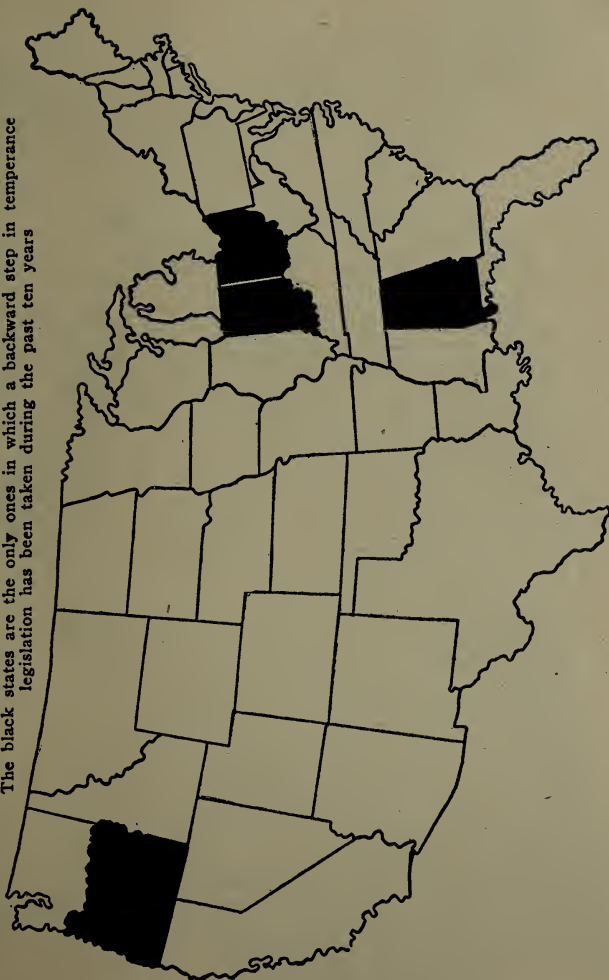 The black states are the only ones in which a backward step in temperance
legislation has been taken during the past ten years